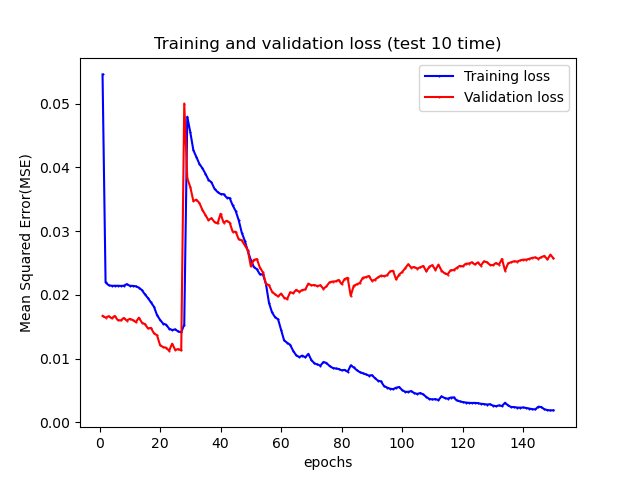 Training and validation loss (test 10 time)
Training loss
Validation loss
Mean Squared Error(MSE)
0.05
0.04
0.03
0.02
0.01
0.00
0 20 40 60 80 100 120 140
epochs